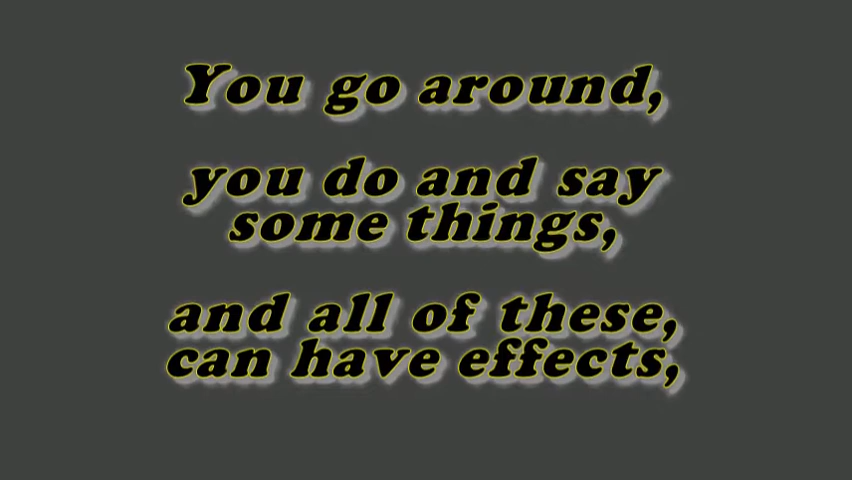 You go around,
you do and say
some things,
and all of these,
can have effects,